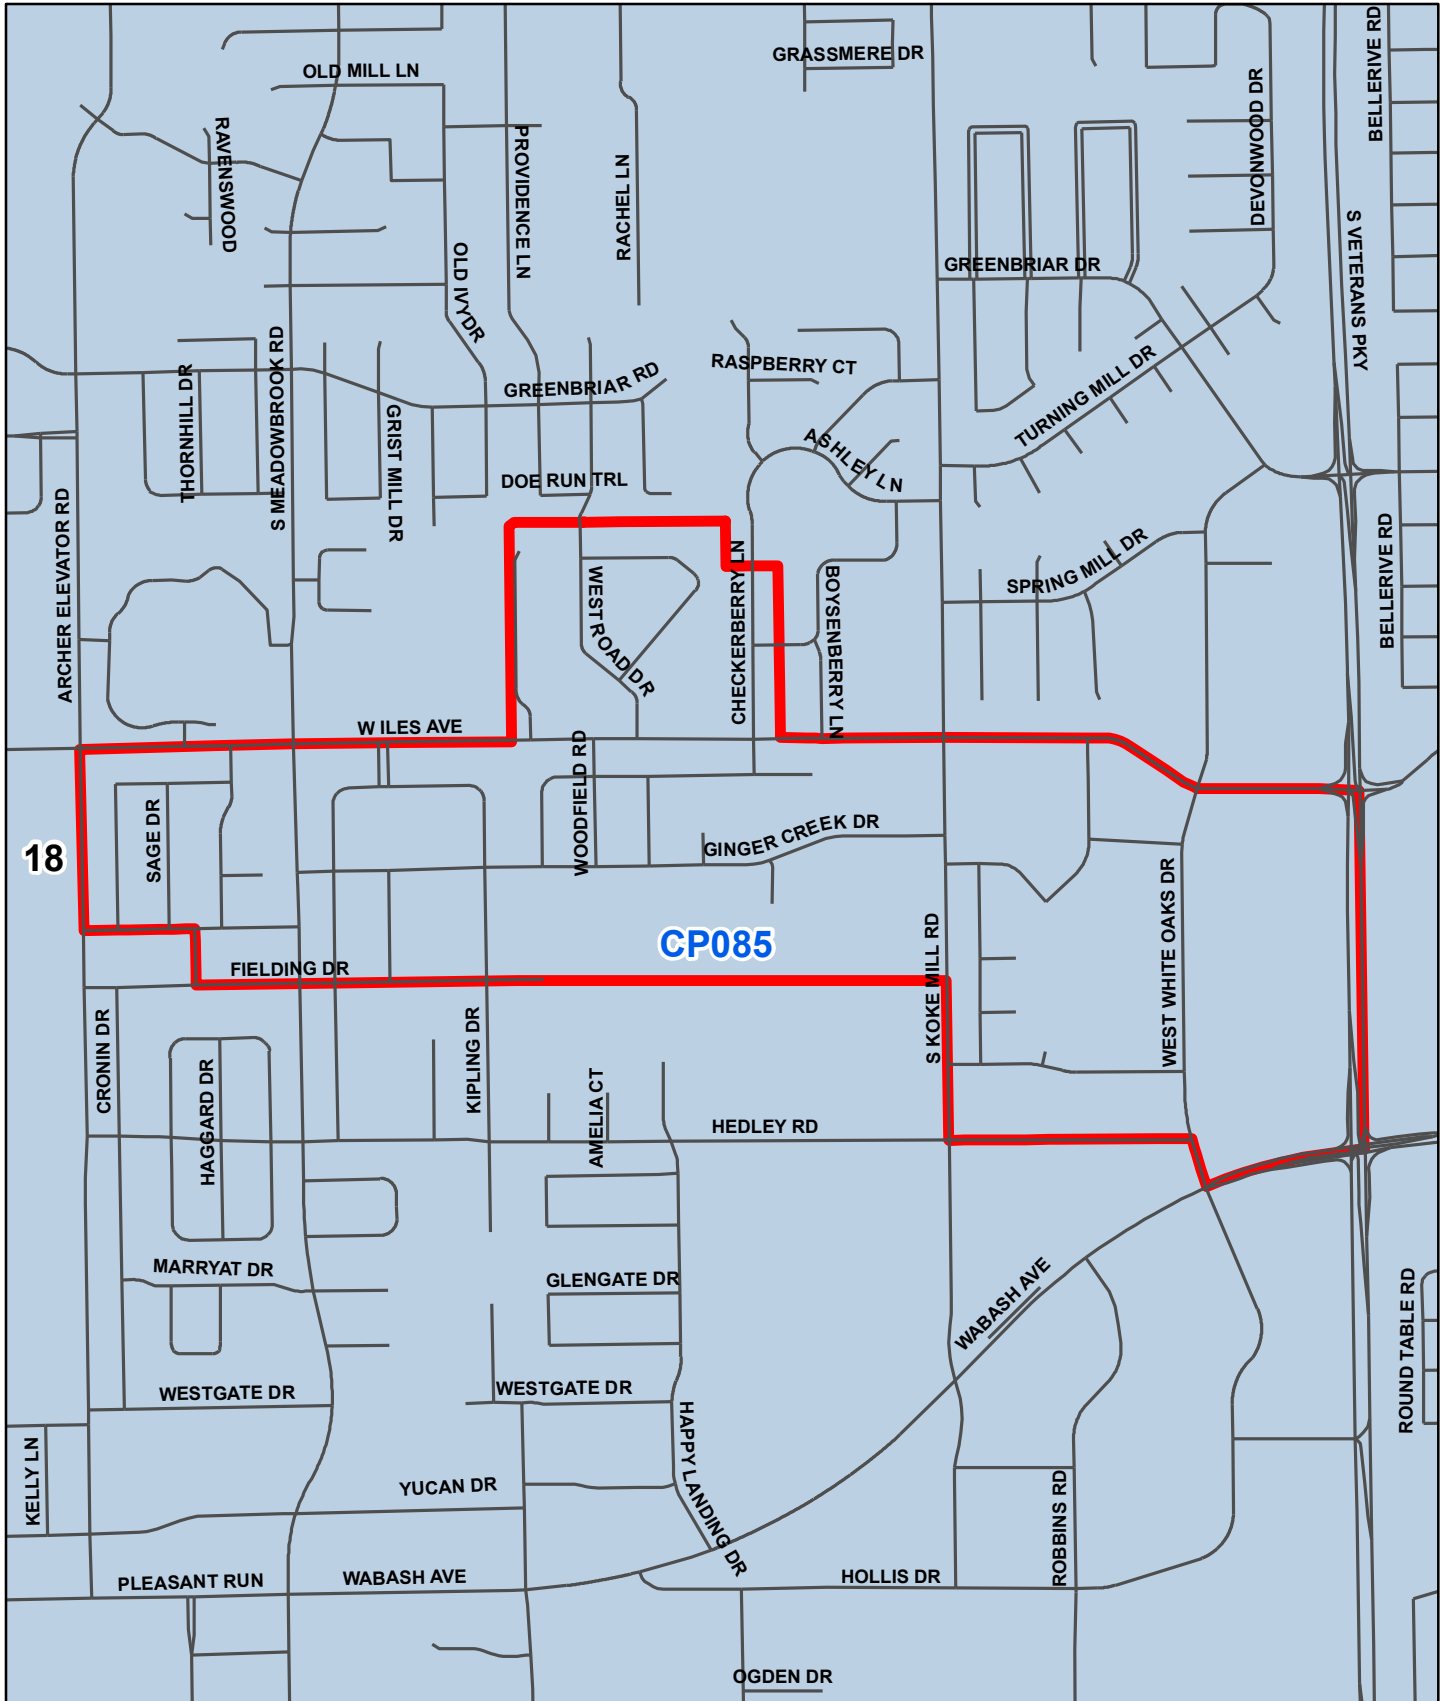 BELLERIVE RD
GRASSMERE DR
OLD MILL LN
DEVONWOOD DR
RAVENSWOOD
PROVIDENCE LN
RACHEL LN
S VETERANS PKY
OLD IVY DR
GREENBRIAR DR
S MEADOWBROOK RD
THORNHILL DR
GREENBRIAR RD
RASPBERRY CT
TURNING MILL DR
GRIST MILL DR
ASHLEY LN
DOE RUN TRL
ARCHER ELEVATOR RD
BELLERIVE RD
SPRING MILL DR
WEST ROAD DR
CHECKERBERRY LN
BOYSENBERRY LN
W ILES AVE
WOODFIELD RD
SAGE DR
GINGER CREEK DR
18
CP085
S KOKE MILL RD
WEST WHITE OAKS DR
FIELDING DR
CRONIN DR
KIPLING DR
HAGGARD DR
AMELIA CT
HEDLEY RD
MARRYAT DR
GLENGATE DR
WABASH AVE
ROUND TABLE RD
WESTGATE DR
WESTGATE DR
HAPPY LANDING DR
KELLY LN
YUCAN DR
ROBBINS RD
PLEASANT RUN
WABASH AVE
HOLLIS DR
OGDEN DR